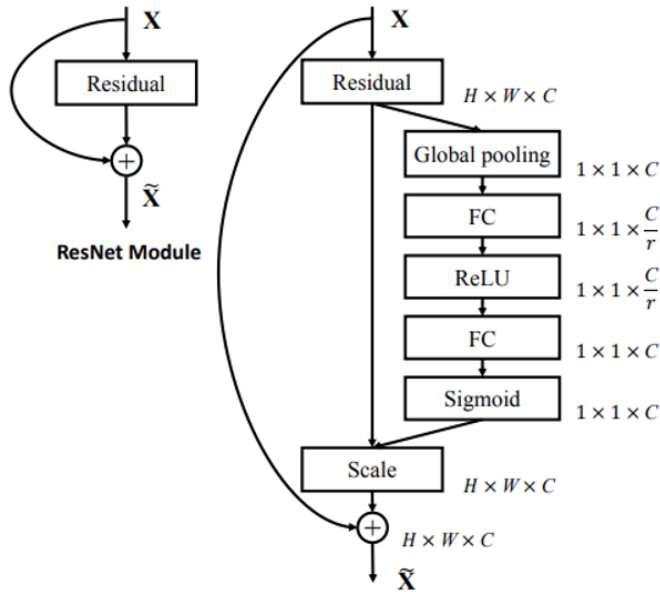 X
Residual
+
X̃
ResNet Module
X
Residual
H × W × C
Global pooling
1 × 1 × C
FC
1 × 1 × C/r
ReLU
1 × 1 × C/r
FC
1 × 1 × C
Sigmoid
1 × 1 × C
Scale
H × W × C
+
H × W × C
X̃